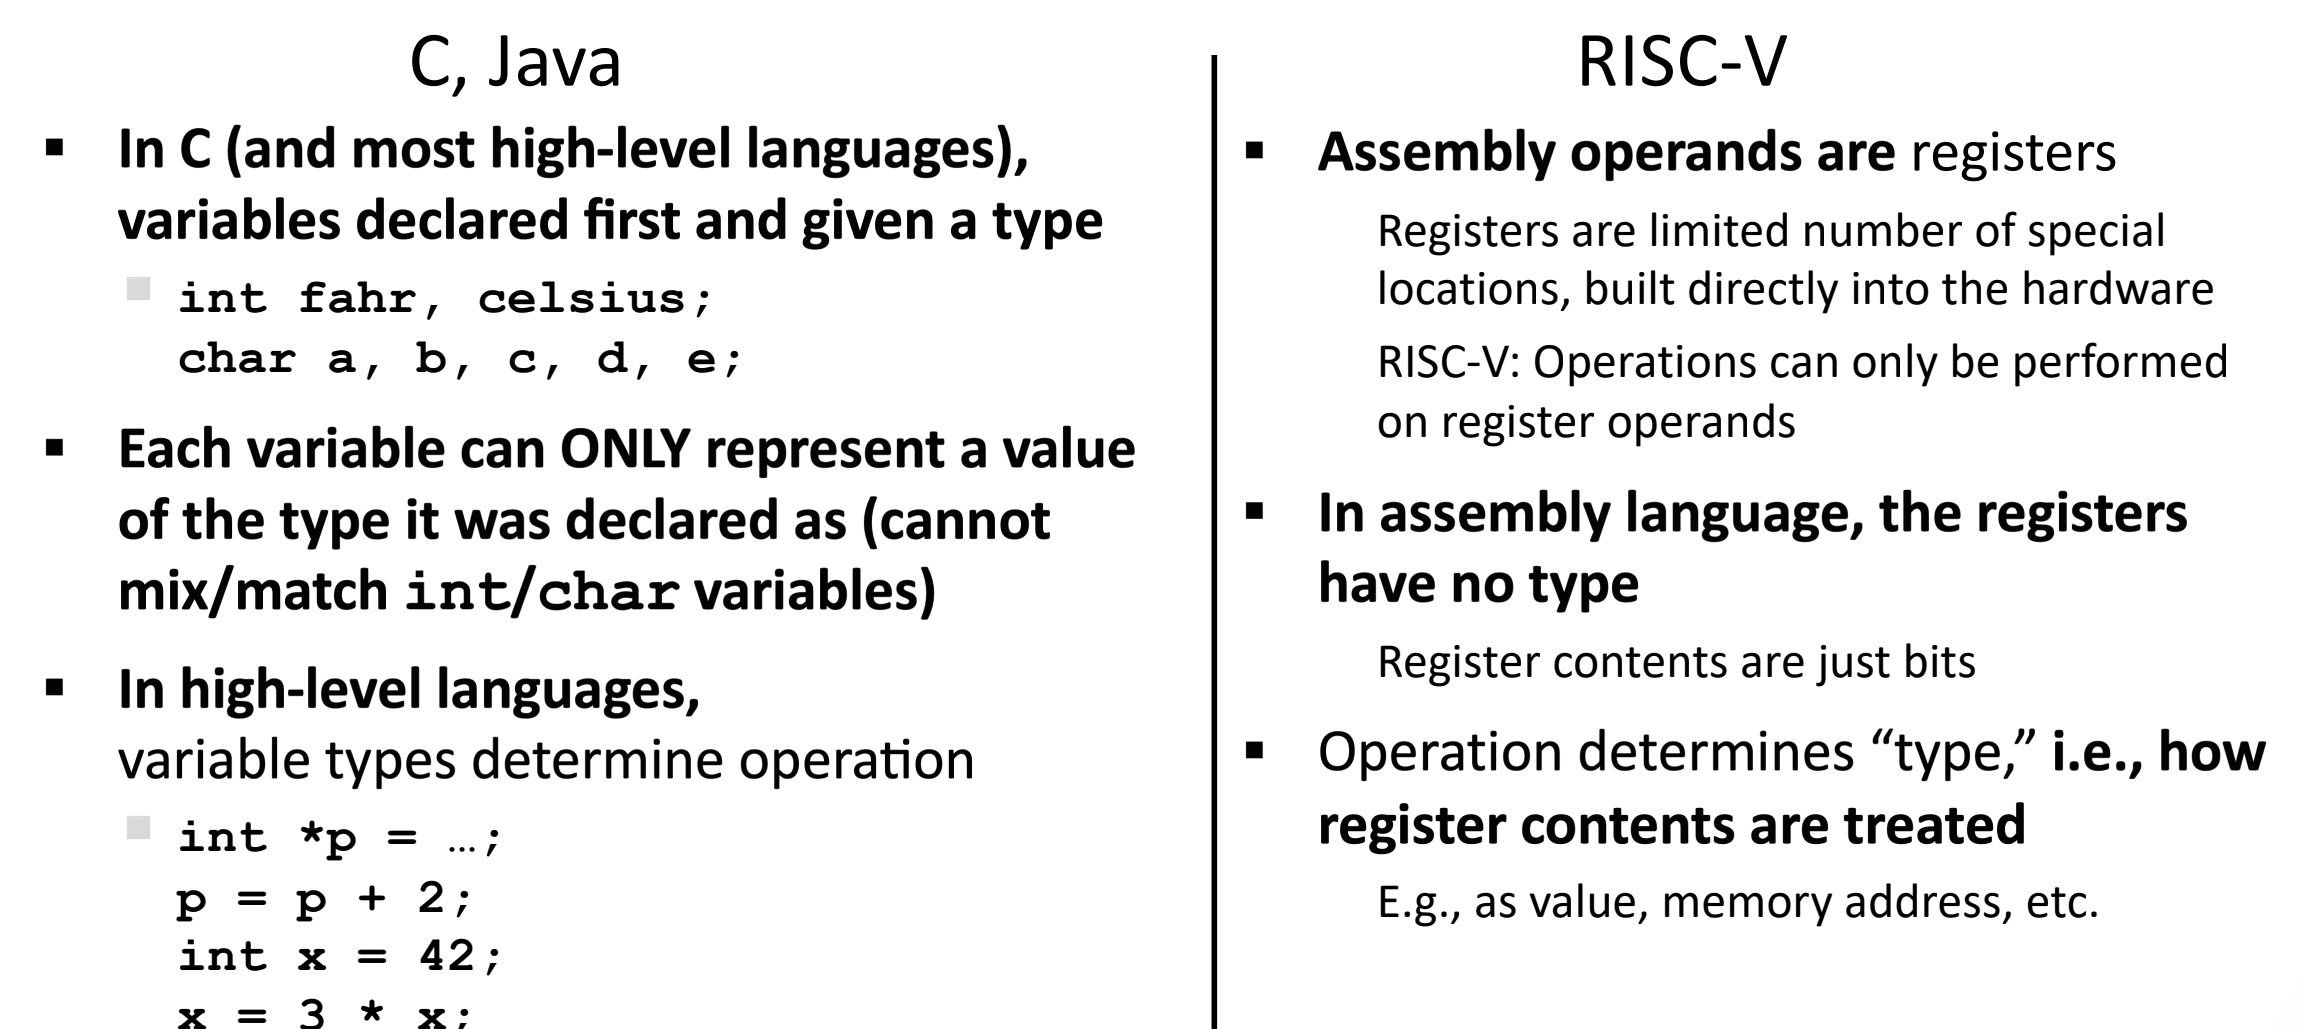 C, Java
▪ In C (and most high-level languages),
variables declared first and given a type
▪ int fahr, celsius;
char a, b, c, d, e;
▪ Each variable can ONLY represent a value
of the type it was declared as (cannot
mix/match int/char variables)
▪ In high-level languages,
variable types determine operation
▪ int *p = …;
p = p + 2;
int x = 42;
x = 3 * x;
RISC-V
▪ Assembly operands are registers
Registers are limited number of special
locations, built directly into the hardware
RISC-V: Operations can only be performed
on register operands
▪ In assembly language, the registers
have no type
Register contents are just bits
▪ Operation determines “type,” i.e., how
register contents are treated
E.g., as value, memory address, etc.